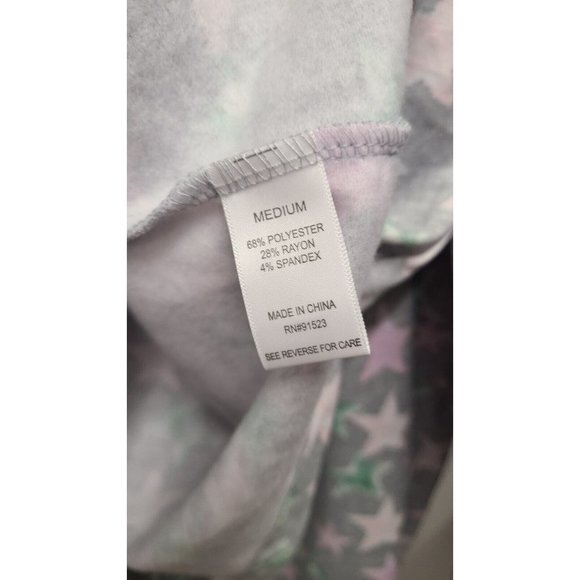 MEDIUM
68% POLYESTER
28% RAYON
4% SPANDEX
MADE IN CHINA
RN#91523
SEE REVERSE FOR CARE